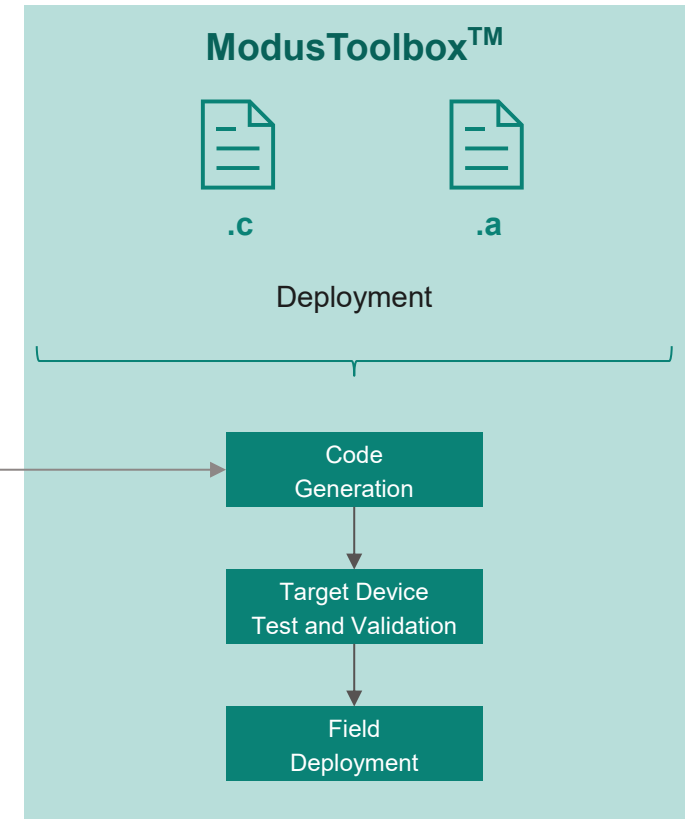 ModusToolbox™
.c
.a
Deployment
Code
Generation
Target Device
Test and Validation
Field
Deployment